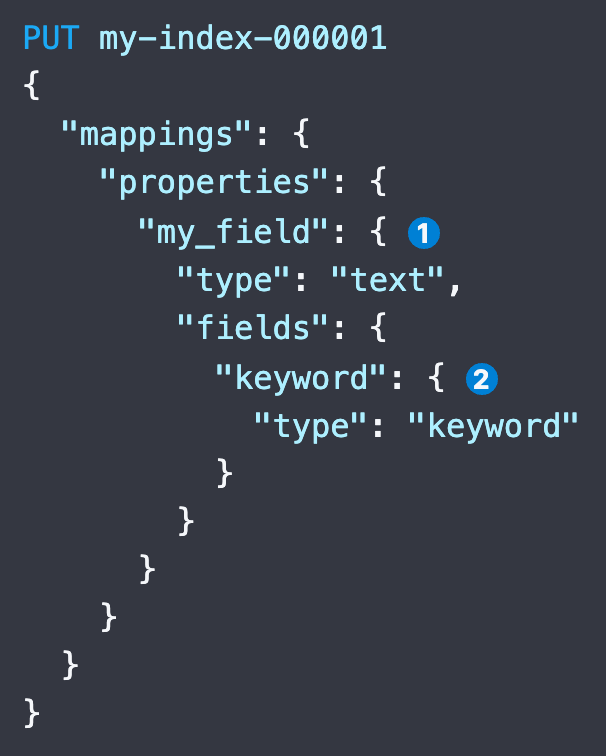 PUT my-index-000001
{
  "mappings": {
    "properties": {
      "my_field": { 1
        "type": "text",
        "fields": {
          "keyword": { 2
            "type": "keyword"
          }
        }
      }
    }
  }
}